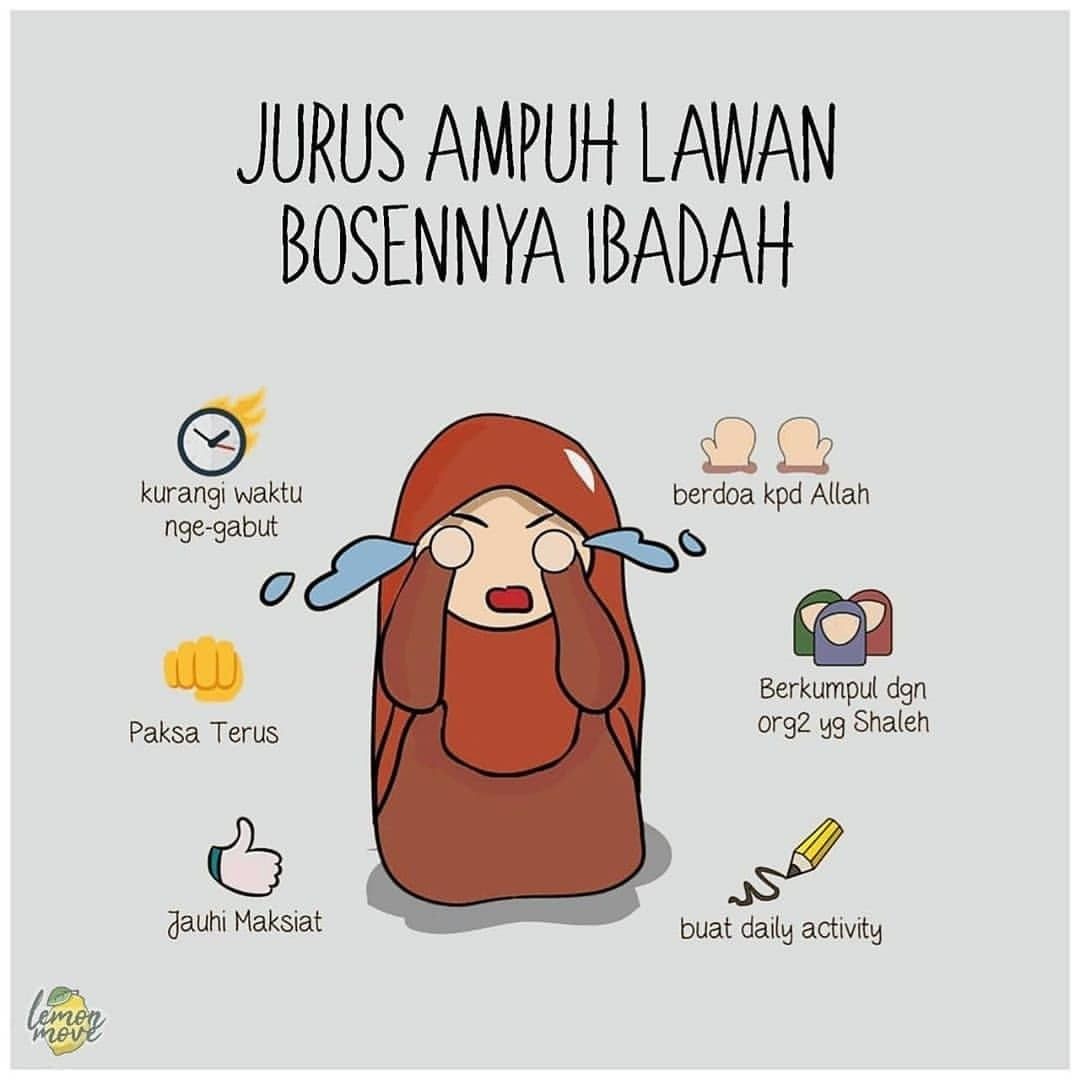 JURUS AMPUH LAWAN
BOSENNYA IBADAH
kurangi waktu
nge-gabut
Paksa Terus
Jauhi Maksiat
berdoa kpd Allah
Berkumpul dgn
org2 yg Shaleh
buat daily activity
lemon
move